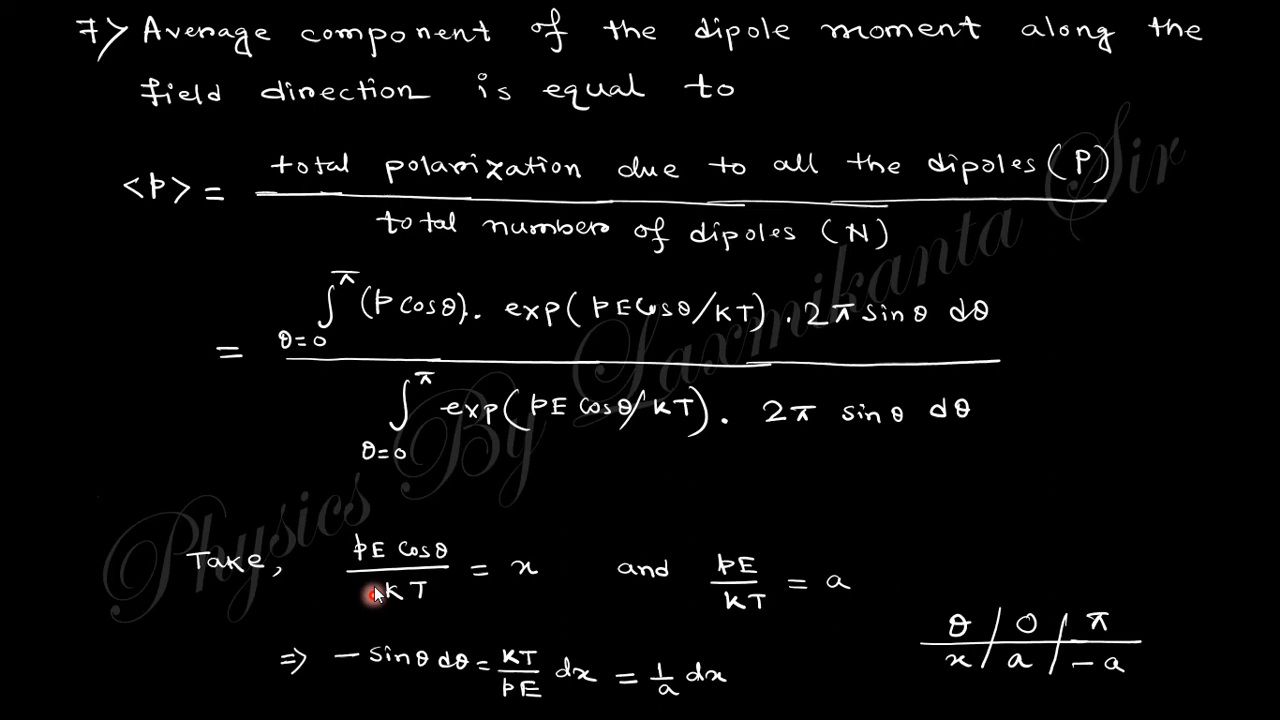 7) Average component of the dipole moment along the
field direction is equal to
<p> = total polarization due to all the dipoles (P) / total number of dipoles (N)
= ∫θ=0^π (p cosθ). exp(pE cosθ/KT). 2π sinθ dθ / ∫θ=0^π exp(pE cosθ/KT). 2π sinθ dθ
Take, pE cosθ / KT = x and pE / KT = a
⇒ - sinθ dθ = KT/pE dx = 1/a dx
θ / 0 / π
x / a / -a
Physics By Laxmikanta Sir